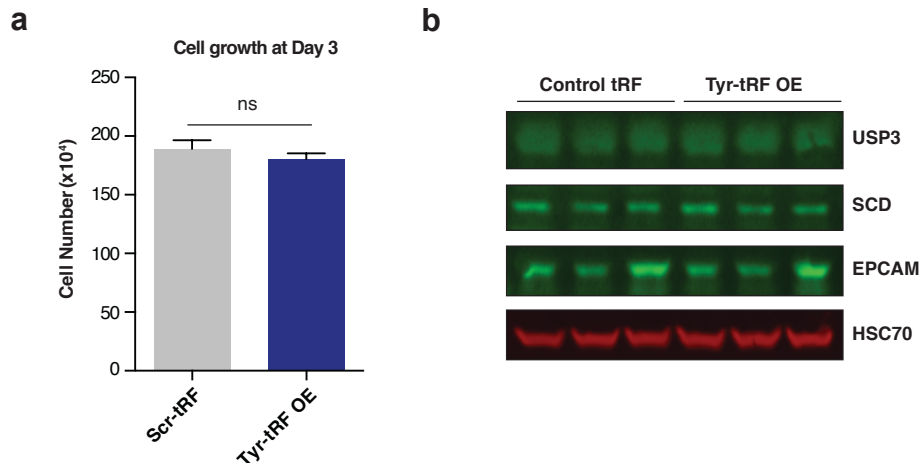 a
Cell growth at Day 3
250
200
150
100
50
0
Cell Number (x10⁴)
ns
Scr-tRF
Tyr-tRF OE
b
Control tRF
Tyr-tRF OE
USP3
SCD
EPCAM
HSC70